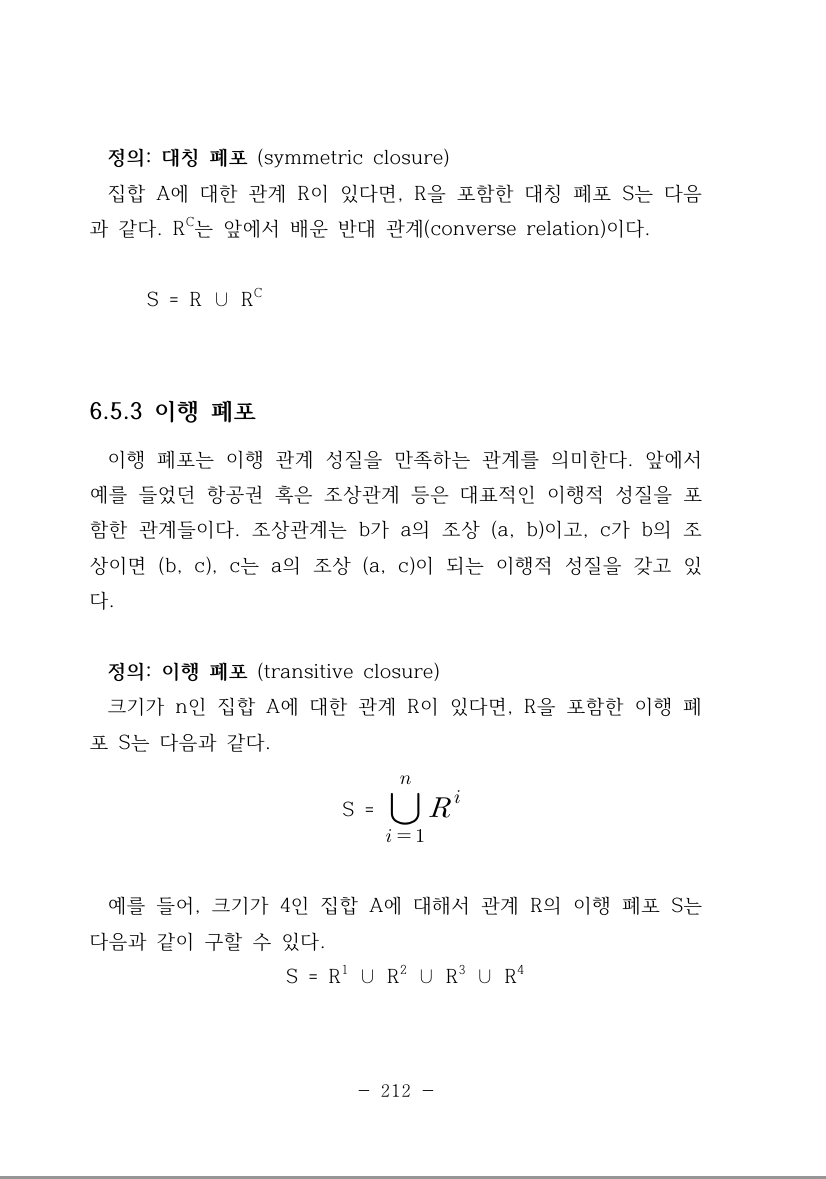 정의: 대칭 폐포 (symmetric closure)
집합 A에 대한 관계 R이 있다면, R을 포함한 대칭 폐포 S는 다음
과 같다. R^C는 앞에서 배운 반대 관계(converse relation)이다.
S = R ∪ R^C
6.5.3 이행 폐포
이행 폐포는 이행 관계 성질을 만족하는 관계를 의미한다. 앞에서
예를 들었던 항공권 혹은 조상관계 등은 대표적인 이행적 성질을 포
함한 관계들이다. 조상관계는 b가 a의 조상 (a, b)이고, c가 b의 조
상이면 (b, c), c는 a의 조상 (a, c)이 되는 이행적 성질을 갖고 있
다.
정의: 이행 폐포 (transitive closure)
크기가 n인 집합 A에 대한 관계 R이 있다면, R을 포함한 이행 폐
포 S는 다음과 같다.
S = ⋃_{i=1}^{n} R^i
예를 들어, 크기가 4인 집합 A에 대해서 관계 R의 이행 폐포 S는
다음과 같이 구할 수 있다.
S = R^1 ∪ R^2 ∪ R^3 ∪ R^4
- 212 -